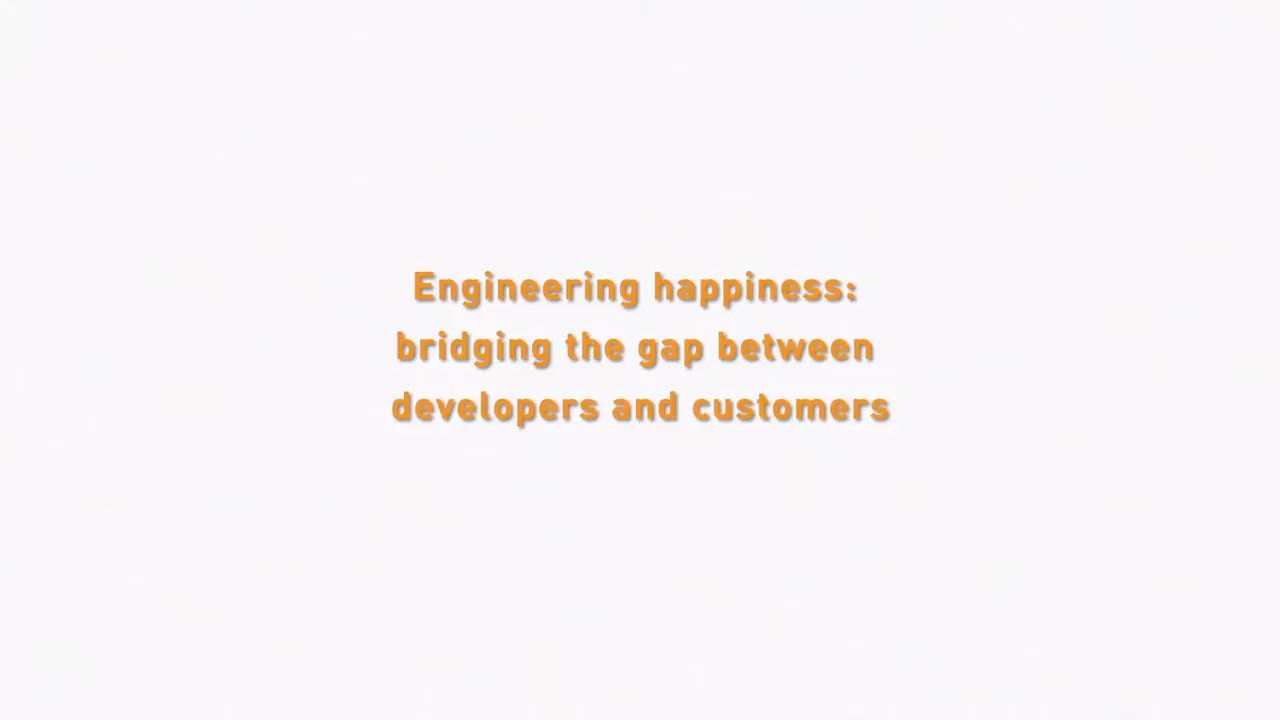 Engineering happiness:
bridging the gap between
developers and customers